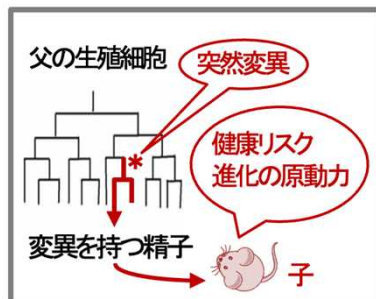 父の生殖細胞
突然変異
*
健康リスク
進化の原動力
変異を持つ精子
子